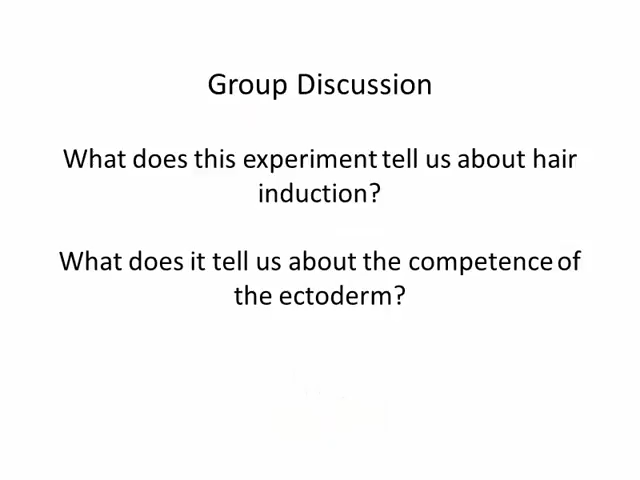 Group Discussion
What does this experiment tell us about hair
induction?
What does it tell us about the competence of
the ectoderm?